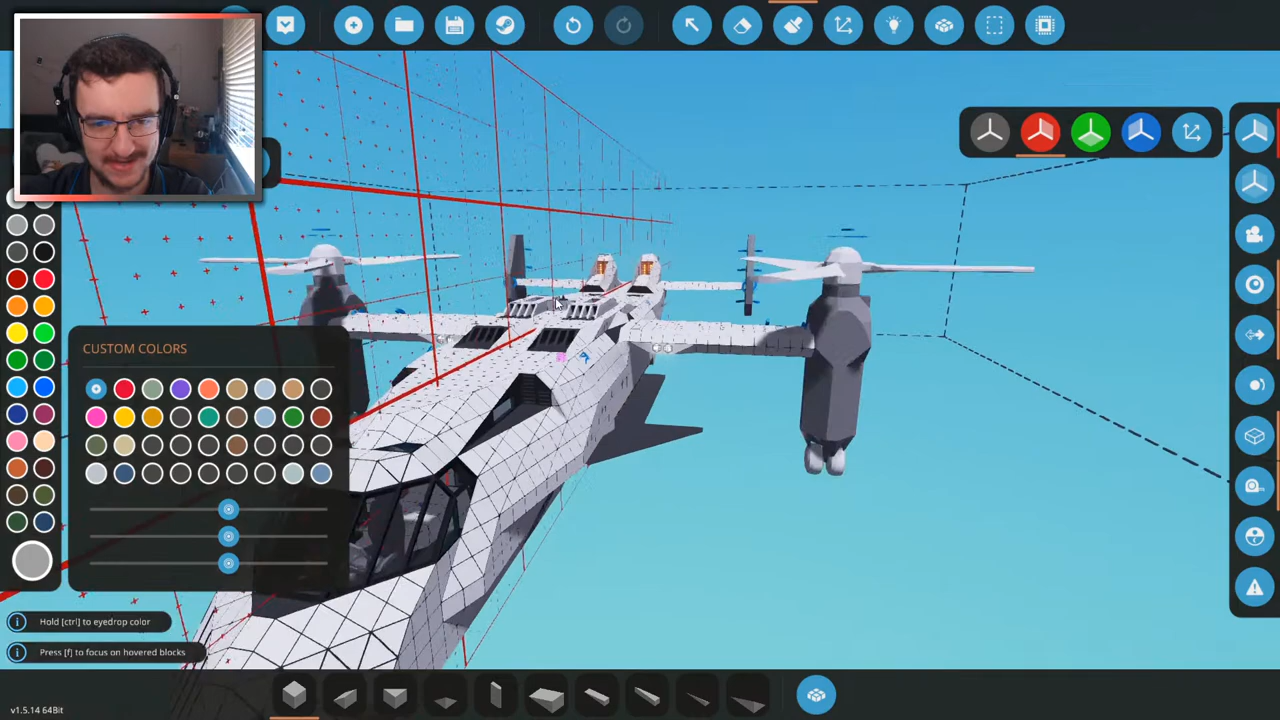 CUSTOM COLORS
Hold [ctrl] to eyedrop color
Press [f] to focus on hovered blocks
v1.5.14 64Bit